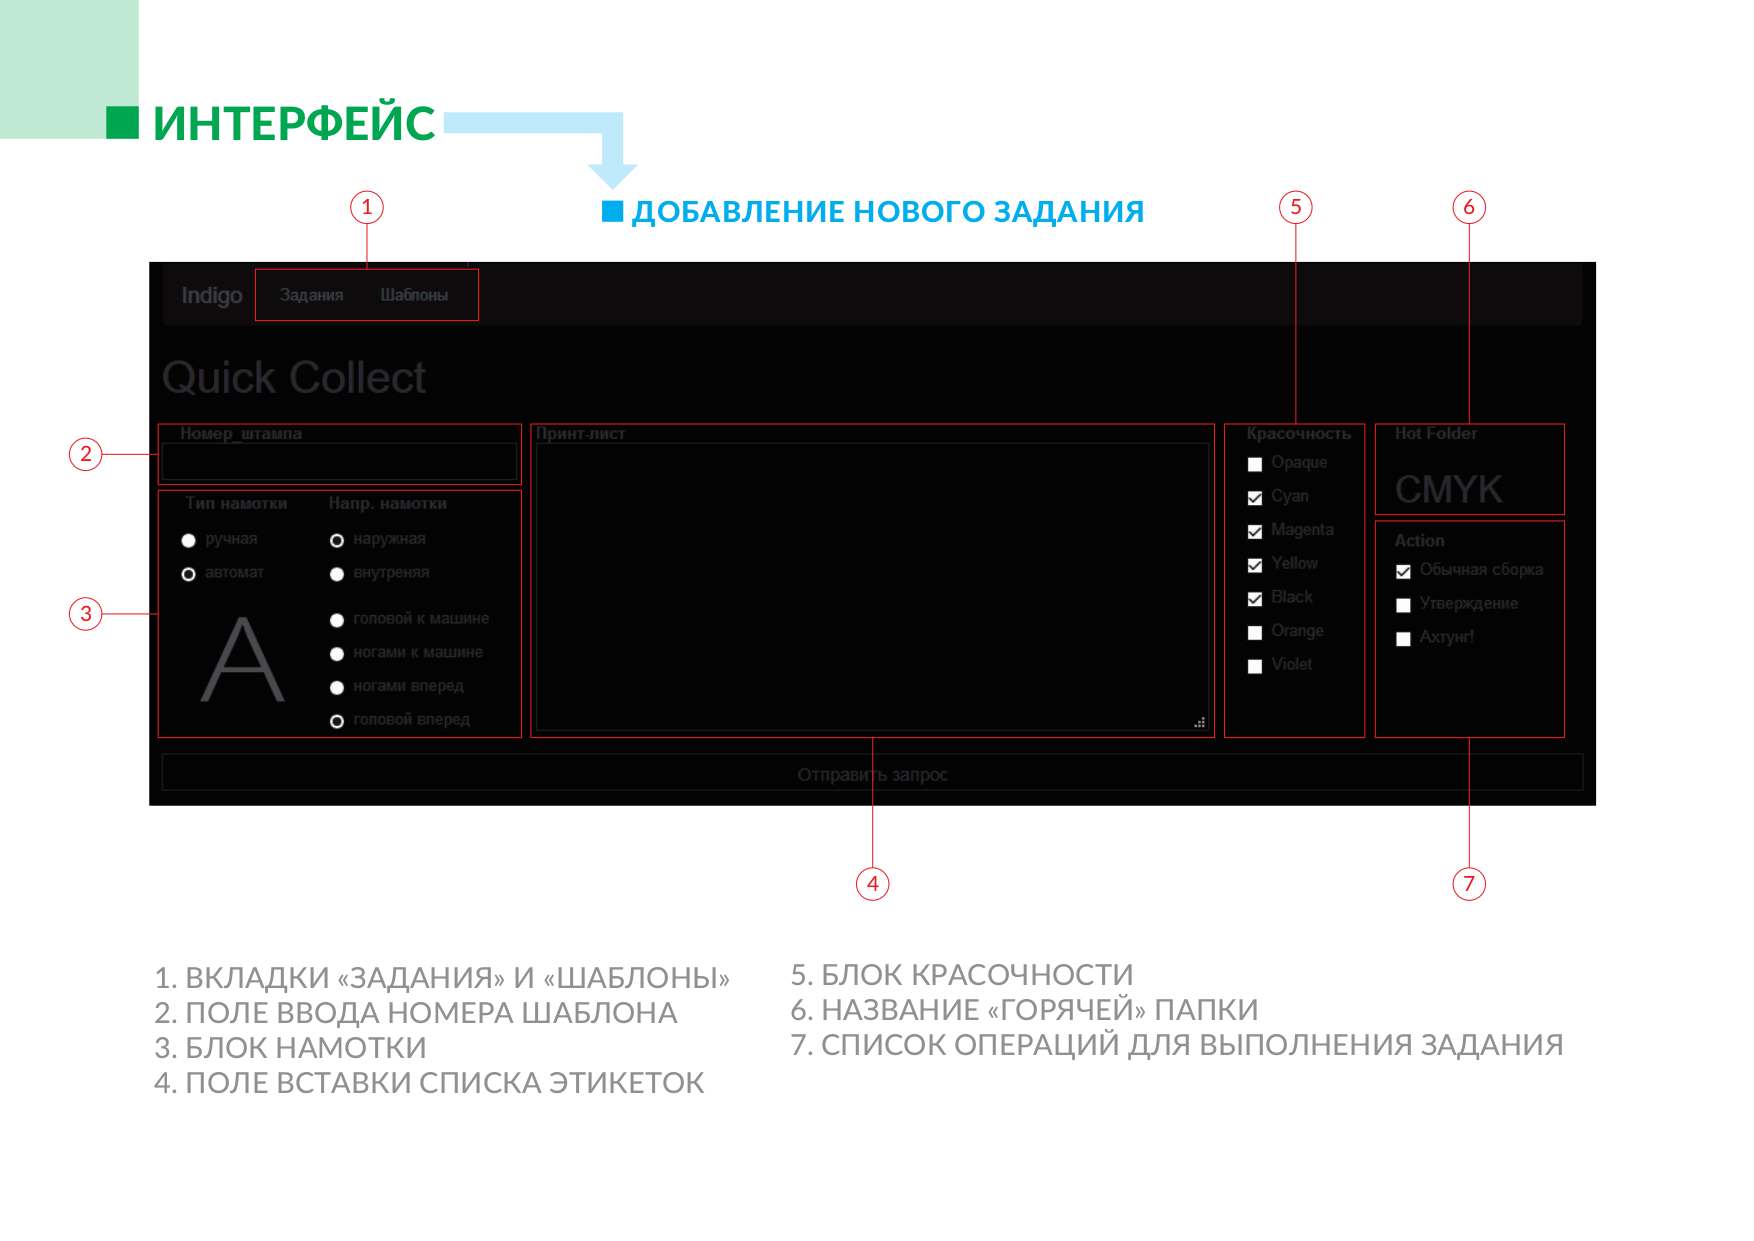 ИНТЕРФЕЙС
ДОБАВЛЕНИЕ НОВОГО ЗАДАНИЯ
1
5
6
Indigo Задания Шаблоны
Quick Collect
2
Номер_штампа
Принт-лист
Красочность
Hot Folder
Opaque
Cyan
Magenta
Yellow
Black
Orange
Violet
CMYK
Тип намотки
Напр. намотки
ручная
автомат
наружная
внутреняя
3
A
головой к машине
ногами к машине
ногами вперед
головой вперед
Action
Обычная сборка
Утверждение
Ахтунг!
Отправить запрос
4
7
1. ВКЛАДКИ «ЗАДАНИЯ» И «ШАБЛОНЫ»
2. ПОЛЕ ВВОДА НОМЕРА ШАБЛОНА
3. БЛОК НАМОТКИ
4. ПОЛЕ ВСТАВКИ СПИСКА ЭТИКЕТОК
5. БЛОК КРАСОЧНОСТИ
6. НАЗВАНИЕ «ГОРЯЧЕЙ» ПАПКИ
7. СПИСОК ОПЕРАЦИЙ ДЛЯ ВЫПОЛНЕНИЯ ЗАДАНИЯ